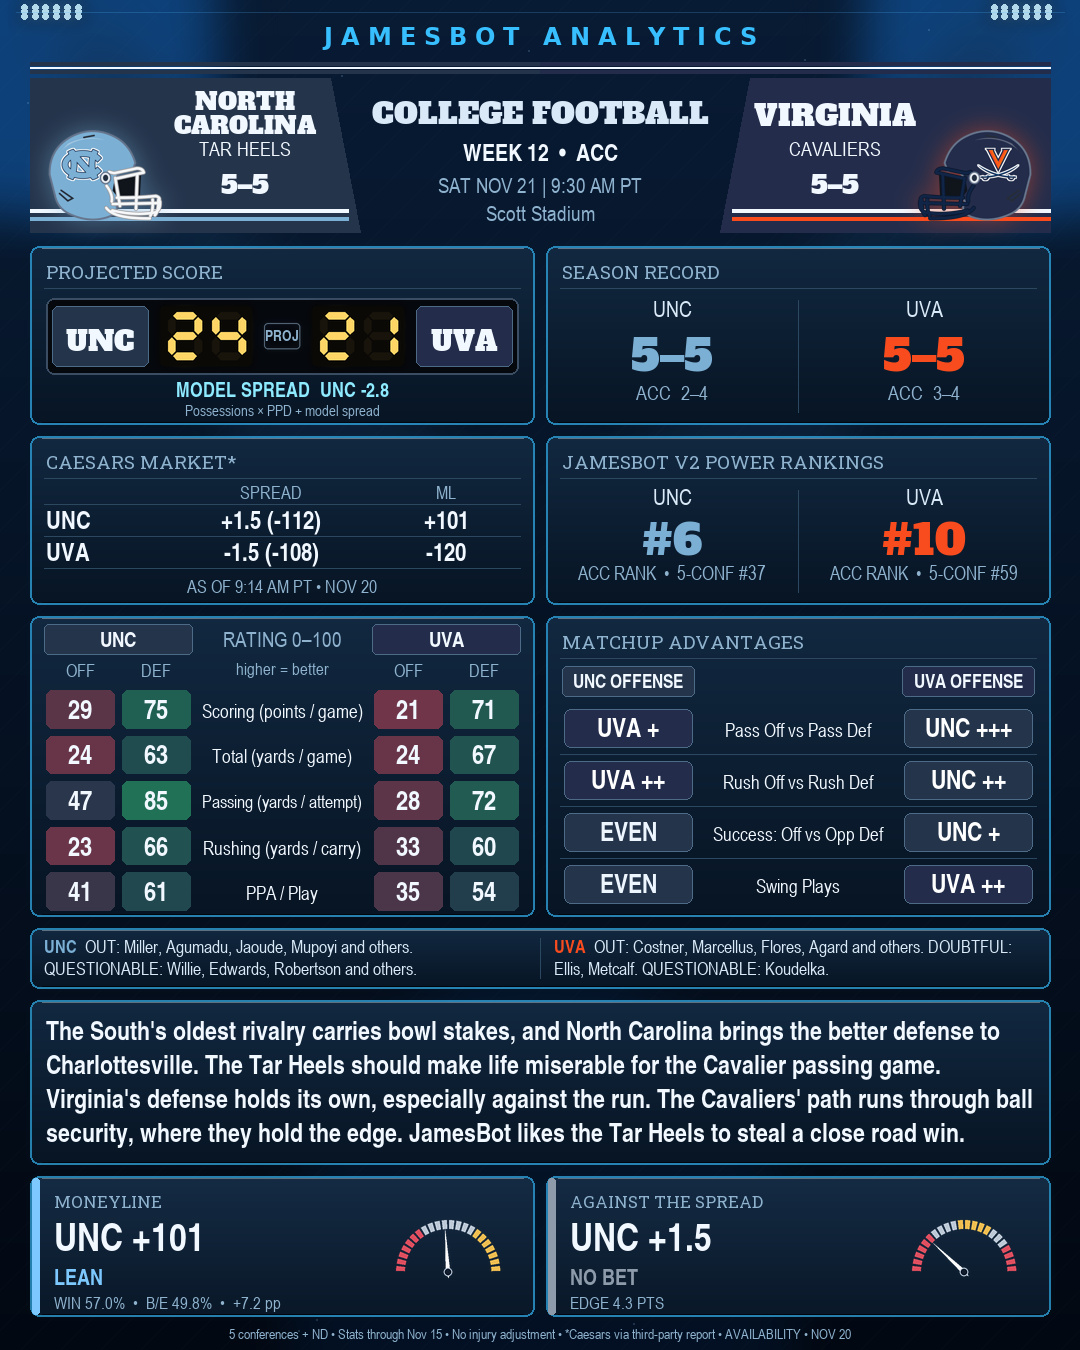 JAMESBOT ANALYTICS
NORTH
CAROLINA
TAR HEELS
5–5
COLLEGE FOOTBALL
WEEK 12 • ACC
SAT NOV 21 | 9:30 AM PT
Scott Stadium
VIRGINIA
CAVALIERS
5–5
PROJECTED SCORE
UNC 24 PROJ 21 UVA
MODEL SPREAD UNC -2.8
Possessions × PPD + model spread
SEASON RECORD
UNC UVA
5–5 5–5
ACC 2–4 ACC 3–4
CAESARS MARKET*
SPREAD ML
UNC +1.5 (-112) +101
UVA -1.5 (-108) -120
AS OF 9:14 AM PT • NOV 20
JAMESBOT V2 POWER RANKINGS
UNC UVA
#6 #10
ACC RANK • 5-CONF #37 ACC RANK • 5-CONF #59
UNC RATING 0–100 UVA
OFF DEF higher = better OFF DEF
29 75 Scoring (points / game) 21 71
24 63 Total (yards / game) 24 67
47 85 Passing (yards / attempt) 28 72
23 66 Rushing (yards / carry) 33 60
41 61 PPA / Play 35 54
MATCHUP ADVANTAGES
UNC OFFENSE UVA OFFENSE
UVA + Pass Off vs Pass Def UNC +++
UVA ++ Rush Off vs Rush Def UNC ++
EVEN Success: Off vs Opp Def UNC +
EVEN Swing Plays UVA ++
UNC OUT: Miller, Agumadu, Jaoude, Mupoyi and others.
QUESTIONABLE: Willie, Edwards, Robertson and others.
UVA OUT: Costner, Marcellus, Flores, Agard and others. DOUBTFUL:
Ellis, Metcalf. QUESTIONABLE: Koudelka.
The South's oldest rivalry carries bowl stakes, and North Carolina brings the better defense to
Charlottesville. The Tar Heels should make life miserable for the Cavalier passing game.
Virginia's defense holds its own, especially against the run. The Cavaliers' path runs through ball
security, where they hold the edge. JamesBot likes the Tar Heels to steal a close road win.
MONEYLINE
UNC +101
LEAN
WIN 57.0% • B/E 49.8% • +7.2 pp
AGAINST THE SPREAD
UNC +1.5
NO BET
EDGE 4.3 PTS
5 conferences + ND • Stats through Nov 15 • No injury adjustment • *Caesars via third-party report • AVAILABILITY • NOV 20